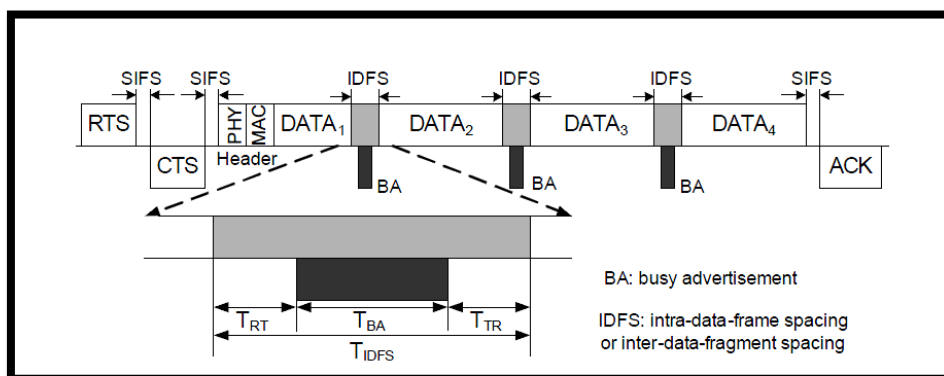 SIFS SIFS IDFS IDFS IDFS SIFS
RTS PHY MAC DATA1 DATA2 DATA3 DATA4
Header
CTS BA BA BA ACK
BA: busy advertisement
TRT TBA TTR
IDFS: intra-data-frame spacing
or inter-data-fragment spacing
TIDFS